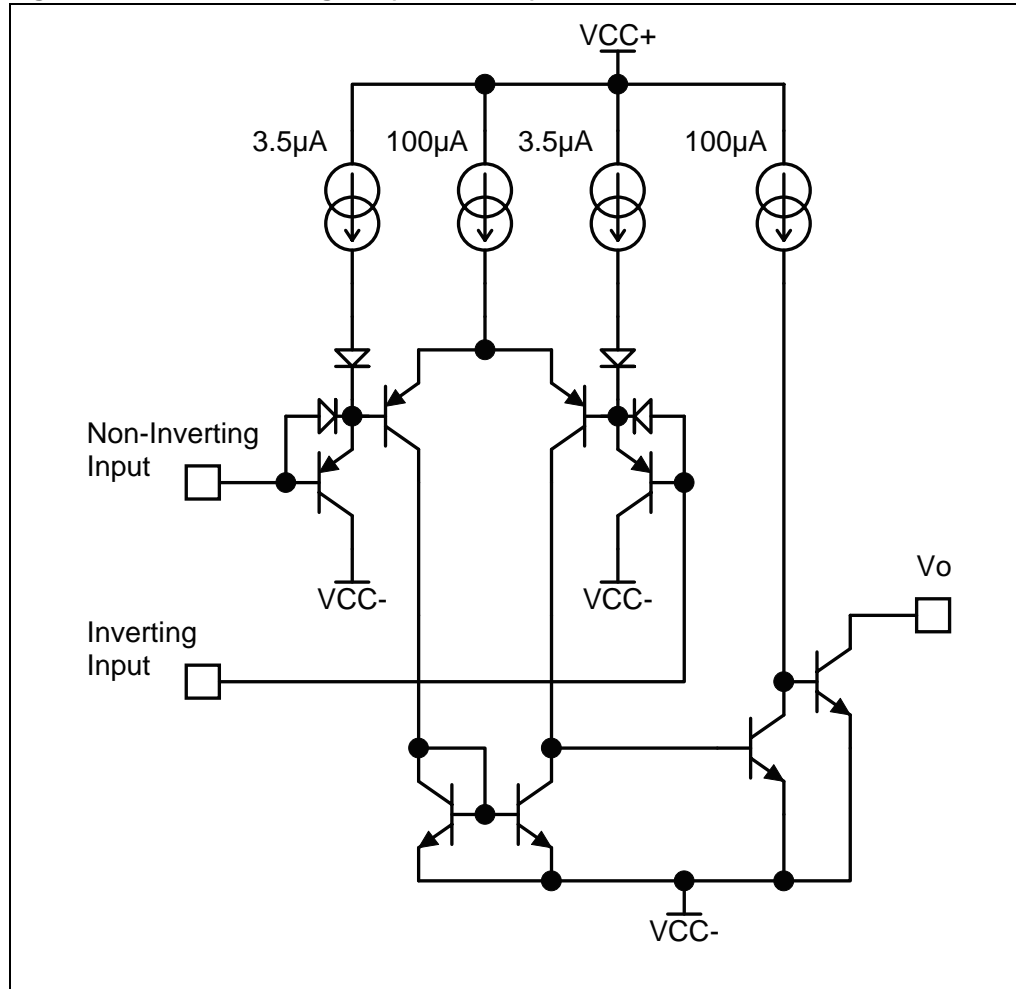 VCC+
3.5µA
100µA
3.5µA
100µA
Non-Inverting
Input
VCC-
VCC-
Vo
Inverting
Input
VCC-